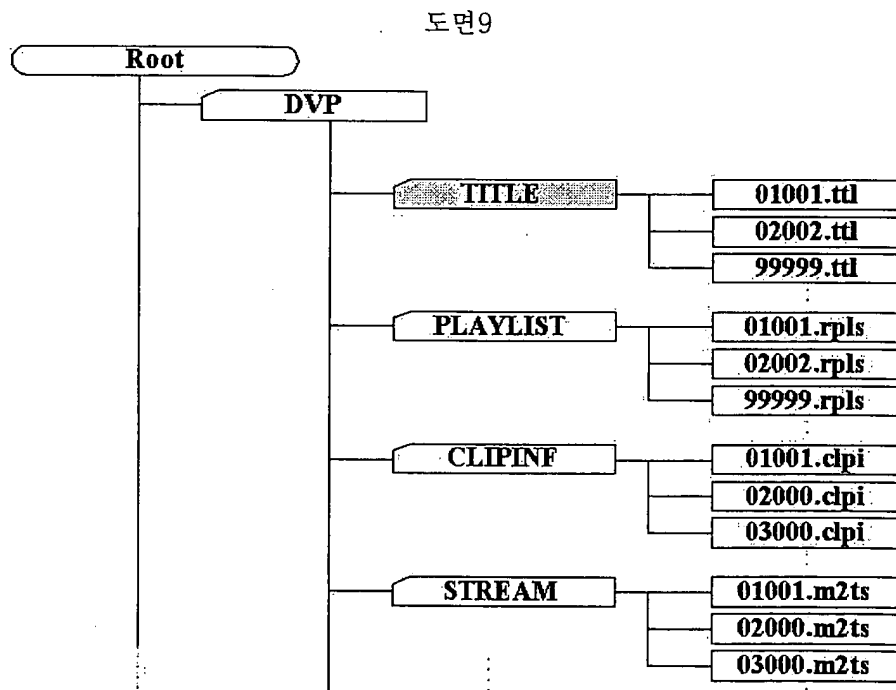 도면9
Root
DVP
TITLE
01001.ttl
02002.ttl
99999.ttl
PLAYLIST
01001.rpls
02002.rpls
99999.rpls
CLIPINF
01001.clpi
02000.clpi
03000.clpi
STREAM
01001.m2ts
02000.m2ts
03000.m2ts